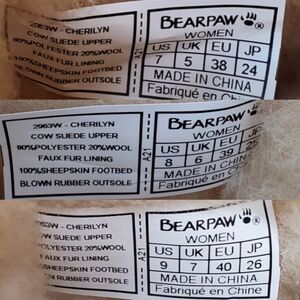 2963W - CHERILYN
COW SUEDE UPPER
80%POLYESTER 20%WOOL
FAUX FUR LINING
100%SHEEPSKIN FOOTBED
BLOWN RUBBER OUTSOLE
A21
BEARPAW ®
WOMEN
US UK EU JP
7 5 38 24
MADE IN CHINA
Fabriqué en Chine
2963W - CHERILYN
COW SUEDE UPPER
80%POLYESTER 20%WOOL
FAUX FUR LINING
100%SHEEPSKIN FOOTBED
BLOWN RUBBER OUTSOLE
A21
BEARPAW ®
WOMEN
US UK EU JP
8 6 39 25
MADE IN CHINA
Fabriqué en Chine
2963W - CHERILYN
COW SUEDE UPPER
POLYESTER 20%WOOL
FAUX FUR LINING
SHEEPSKIN FOOTBED
BLOWN RUBBER OUTSOLE
A21
BEARPAW ®
WOMEN
US UK EU JP
9 7 40 26
MADE IN CHINA
Fabriqué en Chine